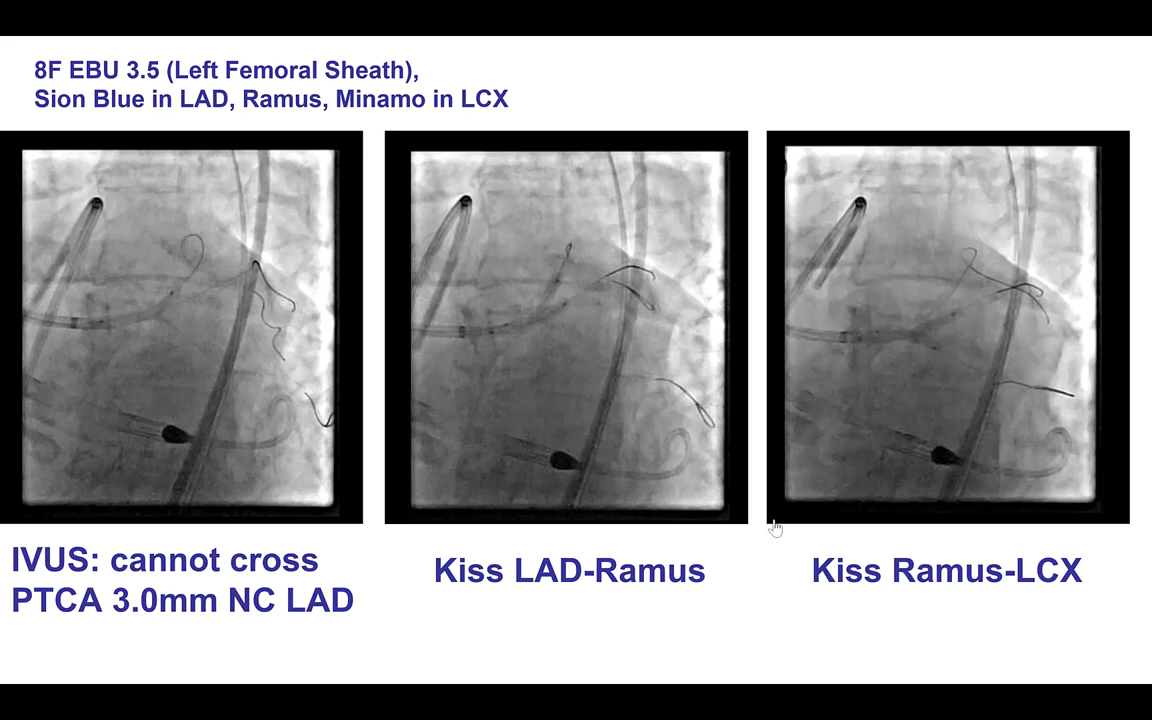 8F EBU 3.5 (Left Femoral Sheath),
Sion Blue in LAD, Ramus, Minamo in LCX
IVUS: cannot cross
PTCA 3.0mm NC LAD
Kiss LAD-Ramus
Kiss Ramus-LCX